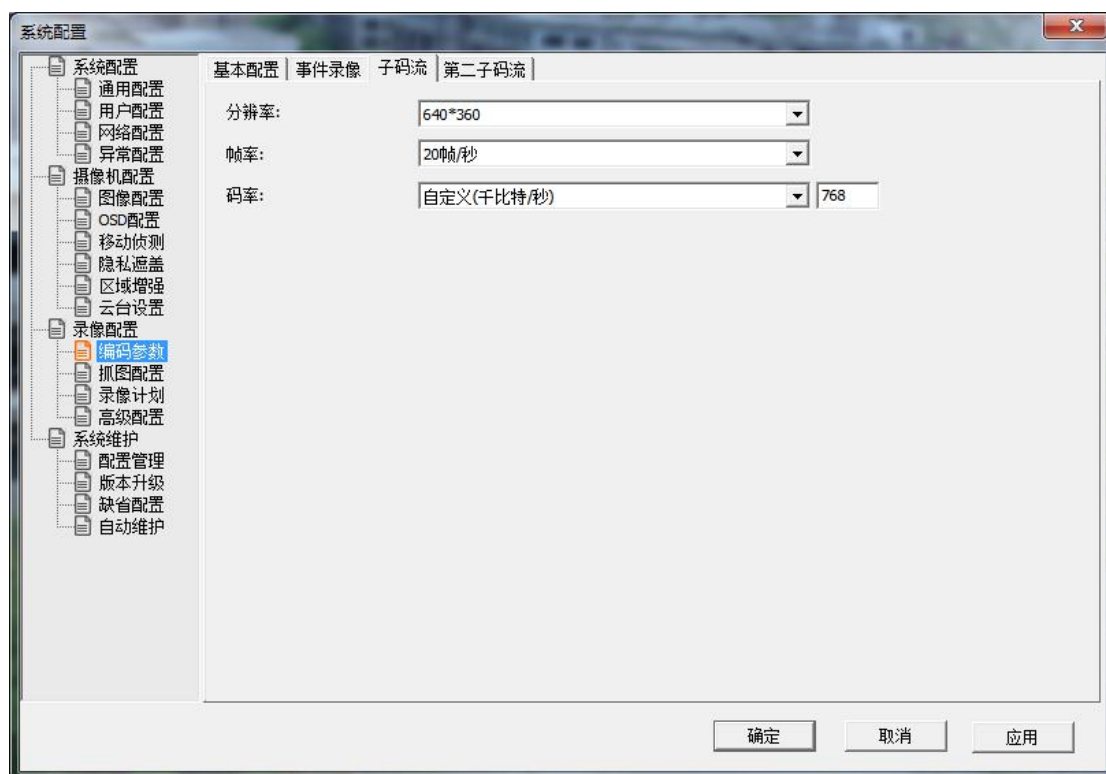 系统配置
系统配置
通用配置
用户配置
网络配置
异常配置
摄像机配置
图像配置
OSD配置
移动侦测
隐私遮盖
区域增强
云台设置
录像配置
编码参数
抓图配置
录像计划
高级配置
系统维护
配置管理
版本升级
缺省配置
自动维护
基本配置 事件录像 子码流 第二子码流
分辨率: 640*360
帧率: 20帧/秒
码率: 自定义(千比特/秒) 768
确定 取消 应用